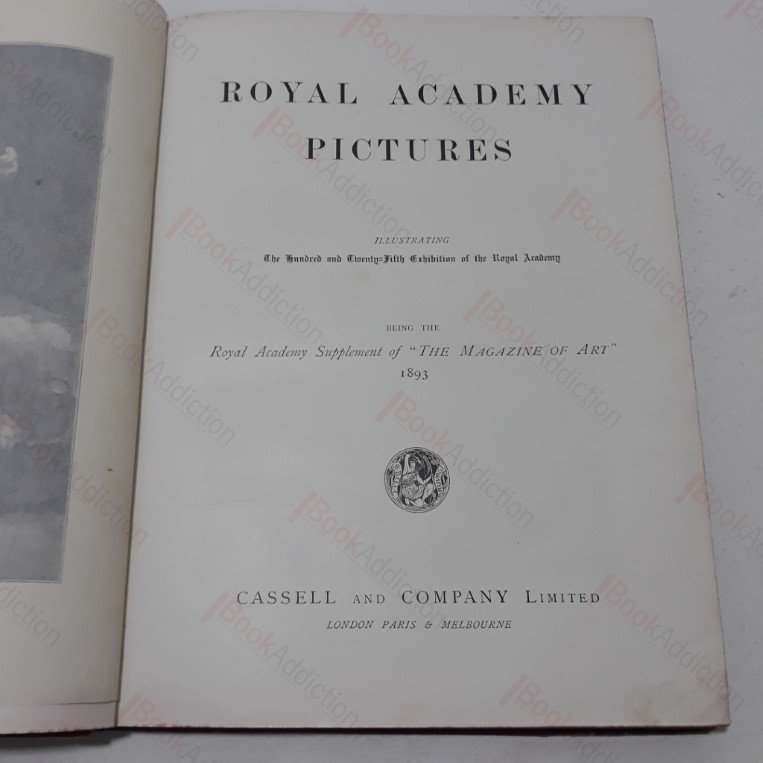 ROYAL ACADEMY
PICTURES
ILLUSTRATING
The Hundred and Twenty=Fifth Exhibition of the Royal Academy
BEING THE
Royal Academy Supplement of "THE MAGAZINE OF ART"
1893
CASSELL AND COMPANY LIMITED
LONDON PARIS & MELBOURNE
BookAddiction